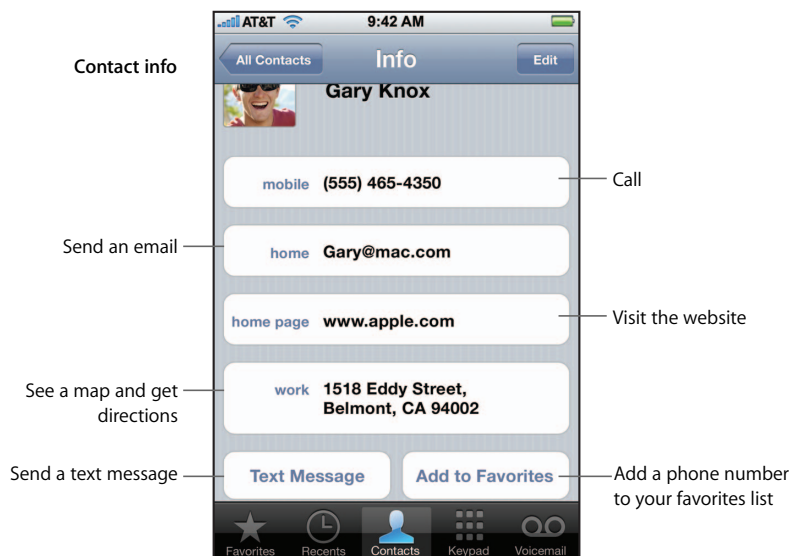 AT&T 9:42 AM
All Contacts Info Edit
Contact info
Gary Knox
mobile (555) 465-4350
Call
Send an email
home Gary@mac.com
home page www.apple.com
Visit the website
See a map and get
directions
work 1518 Eddy Street,
Belmont, CA 94002
Send a text message
Text Message Add to Favorites
Add a phone number
to your favorites list
Favorites Recents Contacts Keypad Voicemail